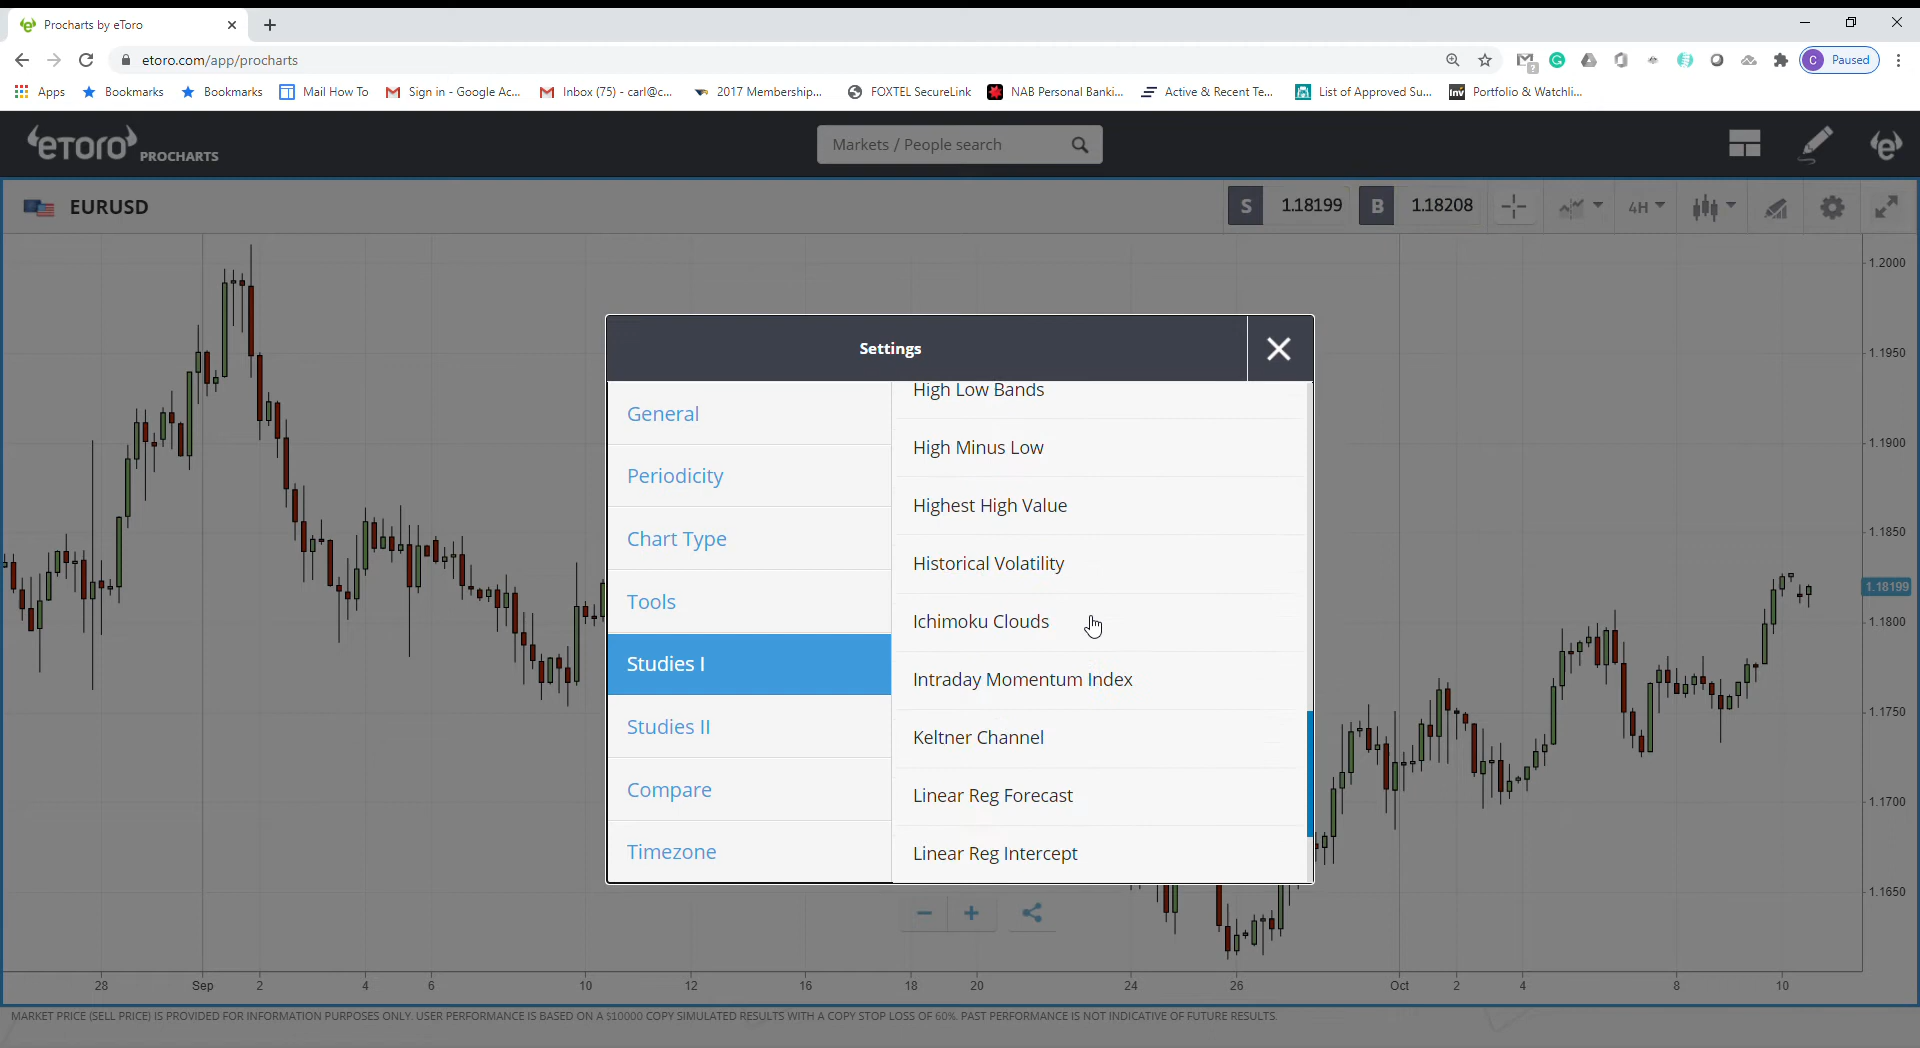 Procharts by eToro
etoro.com/app/procharts
C Paused
Apps Bookmarks Bookmarks Mail How To Sign in - Google Ac... Inbox (75) - carl@c... 2017 Membership... FOXTEL SecureLink NAB Personal Banki... Active & Recent Te... List of Approved Su... Inv Portfolio & Watchli...
eTORO PROCHARTS
Markets / People search
EURUSD
S 1.18199 B 1.18208 4H
Settings
General
Periodicity
Chart Type
Tools
Studies I
Studies II
Compare
Timezone
High Low Bands
High Minus Low
Highest High Value
Historical Volatility
Ichimoku Clouds
Intraday Momentum Index
Keltner Channel
Linear Reg Forecast
Linear Reg Intercept
1.2000
1.1950
1.1900
1.1850
1.18199
1.1800
1.1750
1.1700
1.1650
28 Sep 2 4 6 10 12 16 18 20 24 26 Oct 2 4 8 10
MARKET PRICE (SELL PRICE) IS PROVIDED FOR INFORMATION PURPOSES ONLY. USER PERFORMANCE IS BASED ON A $10000 COPY SIMULATED RESULTS WITH A COPY STOP LOSS OF 60%. PAST PERFORMANCE IS NOT INDICATIVE OF FUTURE RESULTS.